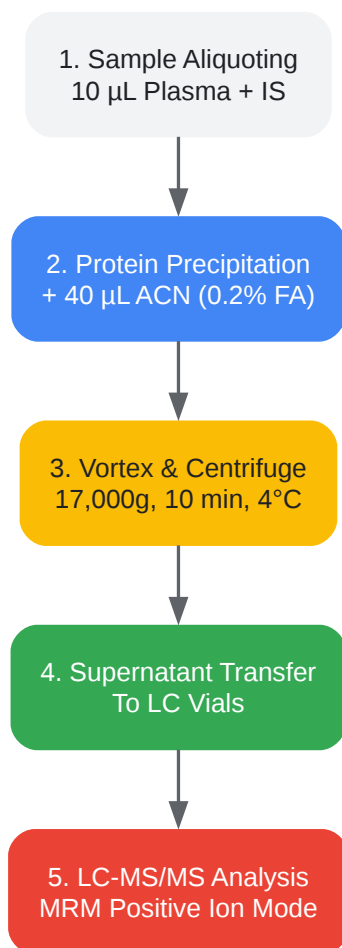 1. Sample Aliquoting
10 µL Plasma + IS
2. Protein Precipitation
+ 40 µL ACN (0.2% FA)
3. Vortex & Centrifuge
17,000g, 10 min, 4°C
4. Supernatant Transfer
To LC Vials
5. LC-MS/MS Analysis
MRM Positive Ion Mode